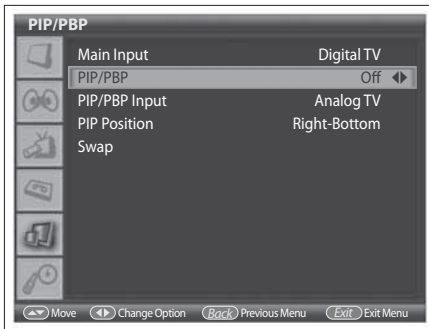 PIP/PBP
Main Input Digital TV
PIP/PBP Off
PIP/PBP Input Analog TV
PIP Position Right-Bottom
Swap
Move Change Option Back Previous Menu Exit Exit Menu